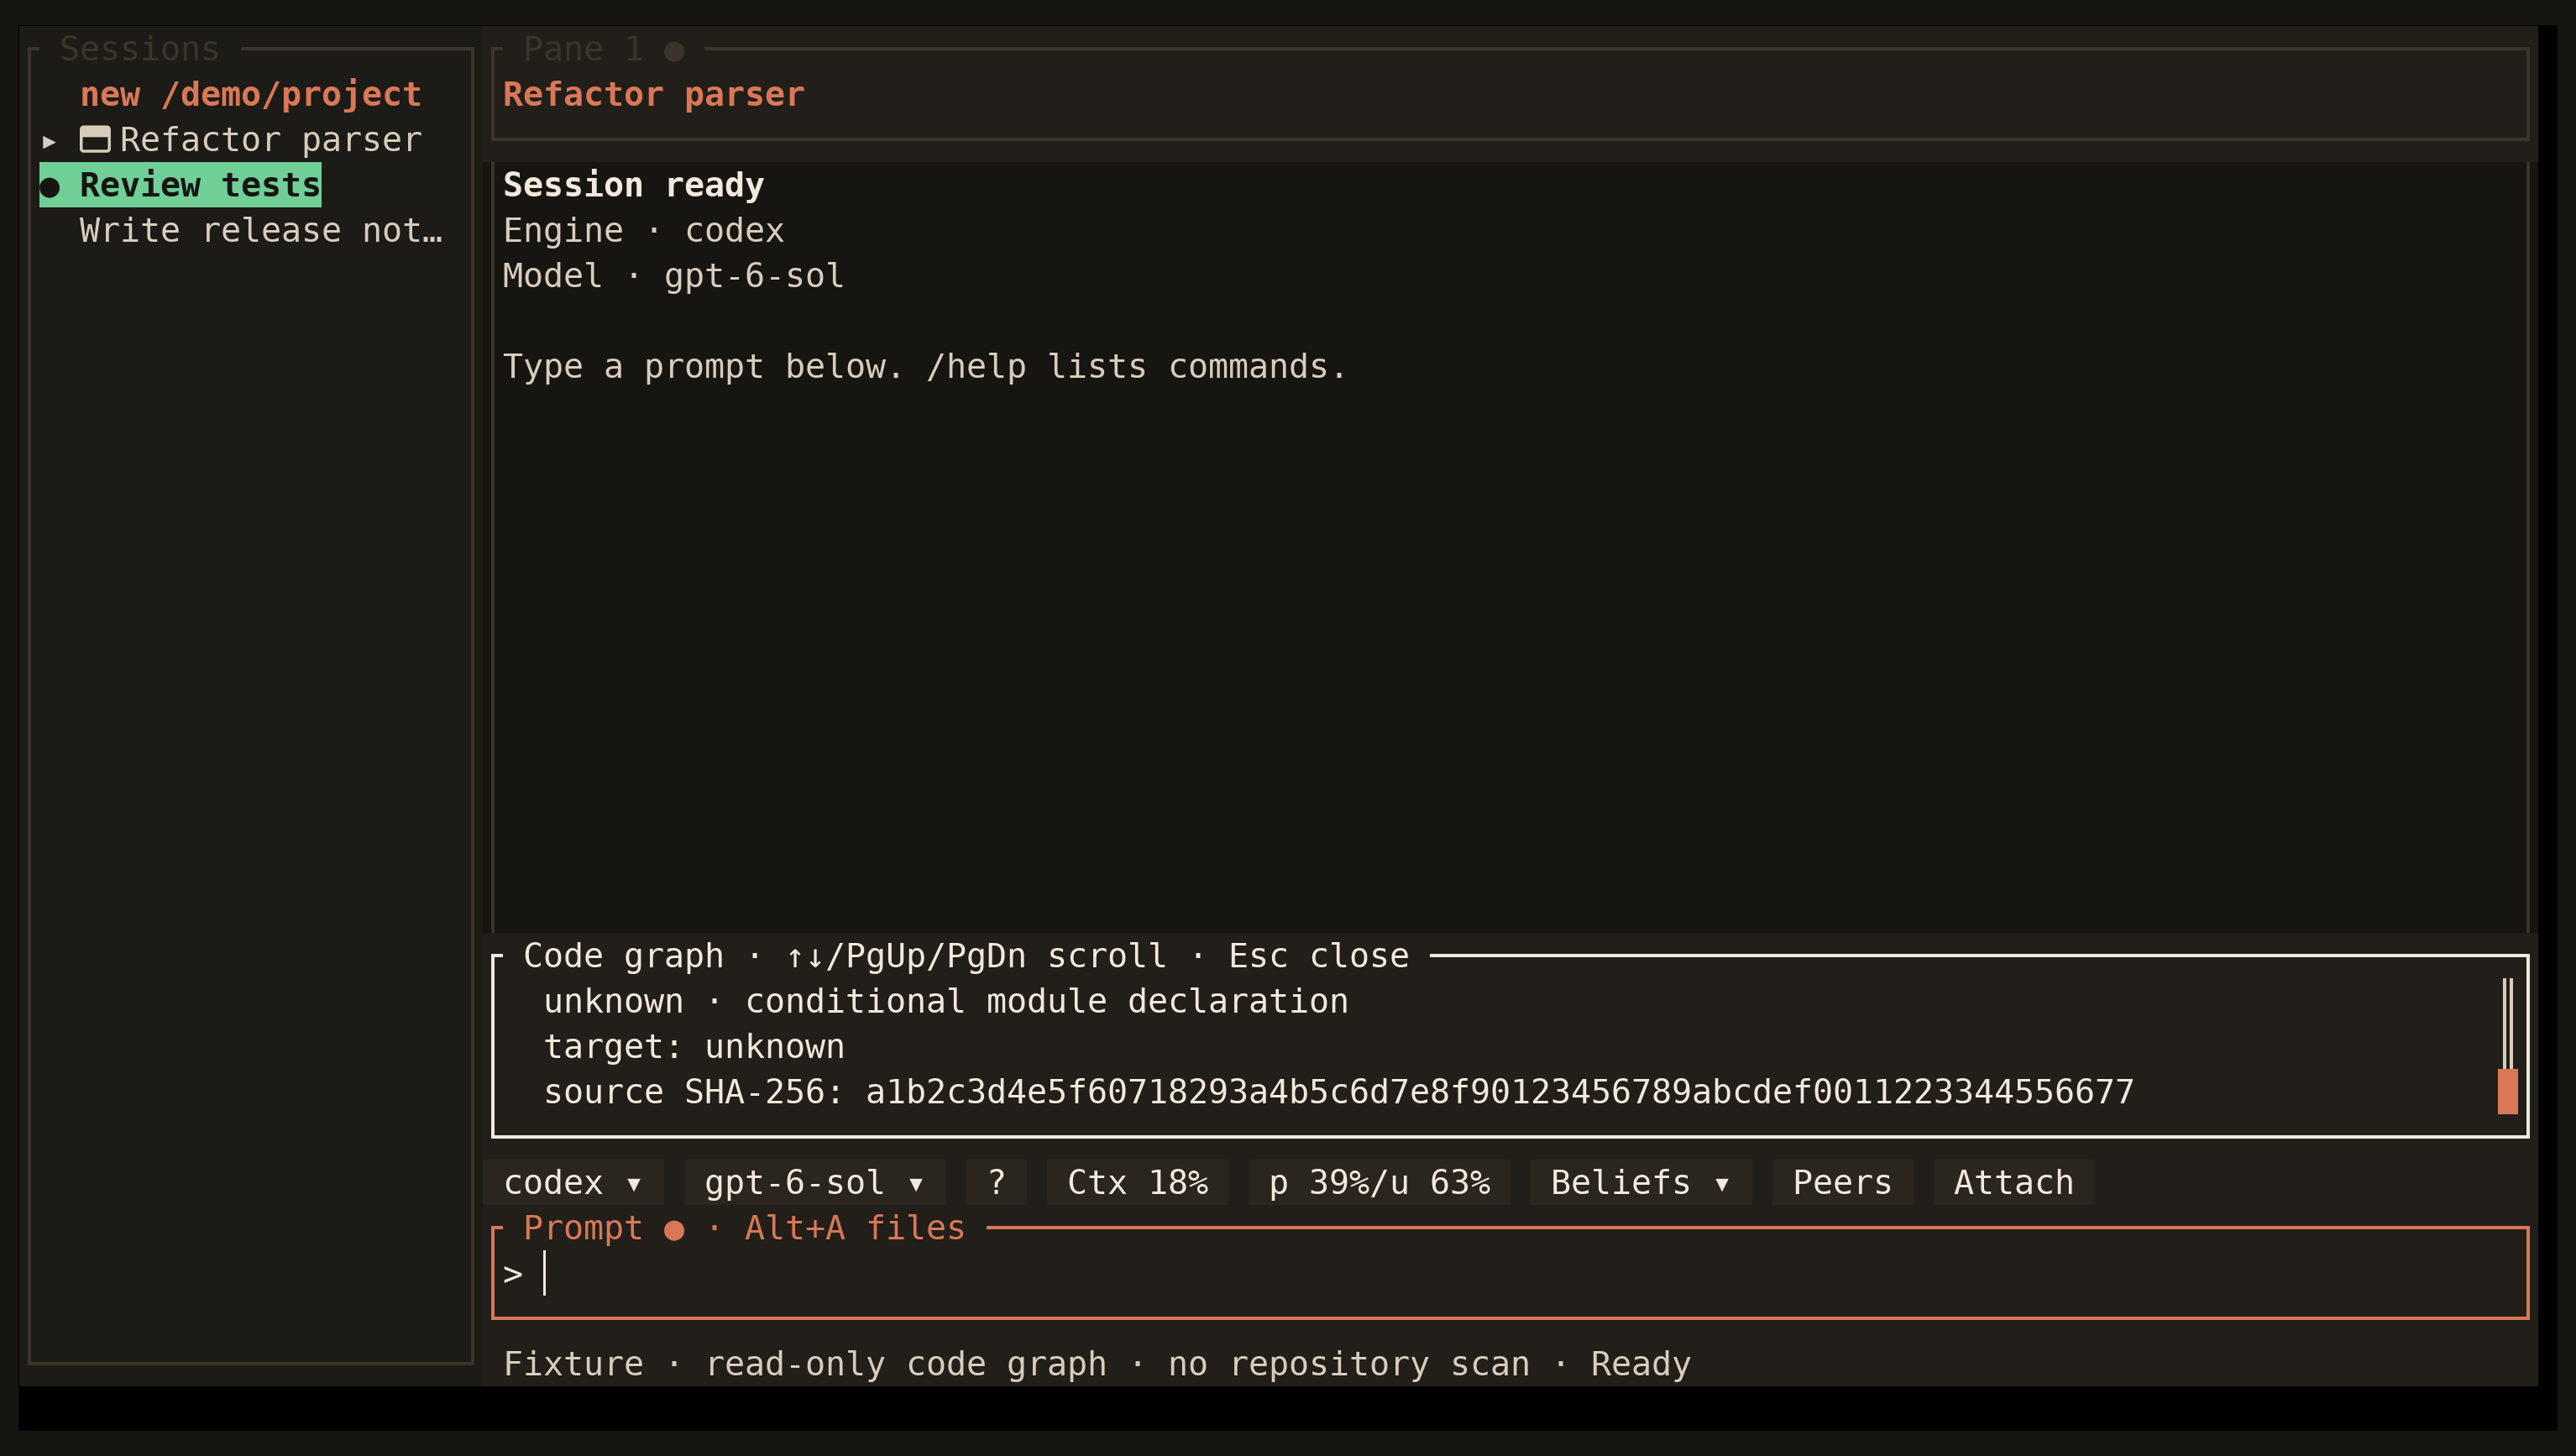 Sessions
new /demo/project
▸ Refactor parser
● Review tests
Write release not…
Pane 1 ●
Refactor parser
Session ready
Engine · codex
Model · gpt-6-sol
Type a prompt below. /help lists commands.
Code graph · ↑↓/PgUp/PgDn scroll · Esc close
unknown · conditional module declaration
target: unknown
source SHA-256: a1b2c3d4e5f60718293a4b5c6d7e8f90123456789abcdef0011223344556677
codex ▾ gpt-6-sol ▾ ? Ctx 18% p 39%/u 63% Beliefs ▾ Peers Attach
Prompt ● · Alt+A files
>
Fixture · read-only code graph · no repository scan · Ready